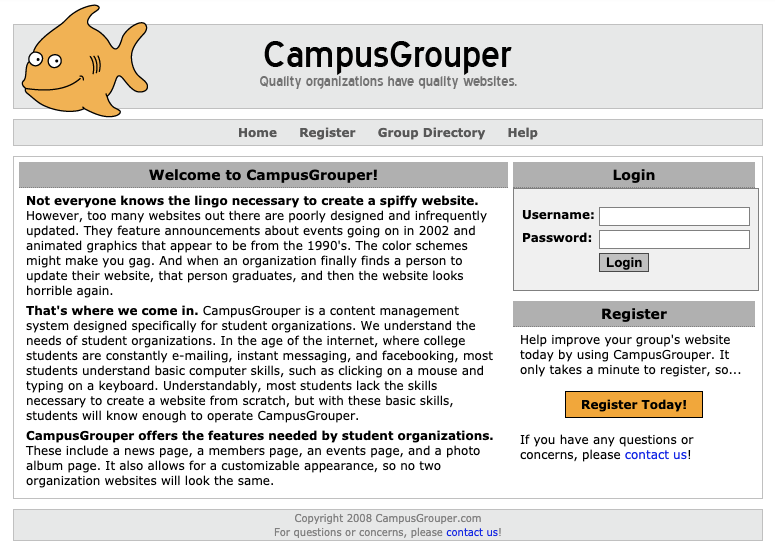 CampusGrouper
Quality organizations have quality websites.
Home Register Group Directory Help
Welcome to CampusGrouper!
Not everyone knows the lingo necessary to create a spiffy website.
However, too many websites out there are poorly designed and infrequently
updated. They feature announcements about events going on in 2002 and
animated graphics that appear to be from the 1990's. The color schemes
might make you gag. And when an organization finally finds a person to
update their website, that person graduates, and then the website looks
horrible again.
That's where we come in. CampusGrouper is a content management
system designed specifically for student organizations. We understand the
needs of student organizations. In the age of the internet, where college
students are constantly e-mailing, instant messaging, and facebooking, most
students understand basic computer skills, such as clicking on a mouse and
typing on a keyboard. Understandably, most students lack the skills
necessary to create a website from scratch, but with these basic skills,
students will know enough to operate CampusGrouper.
CampusGrouper offers the features needed by student organizations.
These include a news page, a members page, an events page, and a photo
album page. It also allows for a customizable appearance, so no two
organization websites will look the same.
Login
Username:
Password:
Login
Register
Help improve your group's website
today by using CampusGrouper. It
only takes a minute to register, so...
Register Today!
If you have any questions or
concerns, please contact us!
Copyright 2008 CampusGrouper.com
For questions or concerns, please contact us!